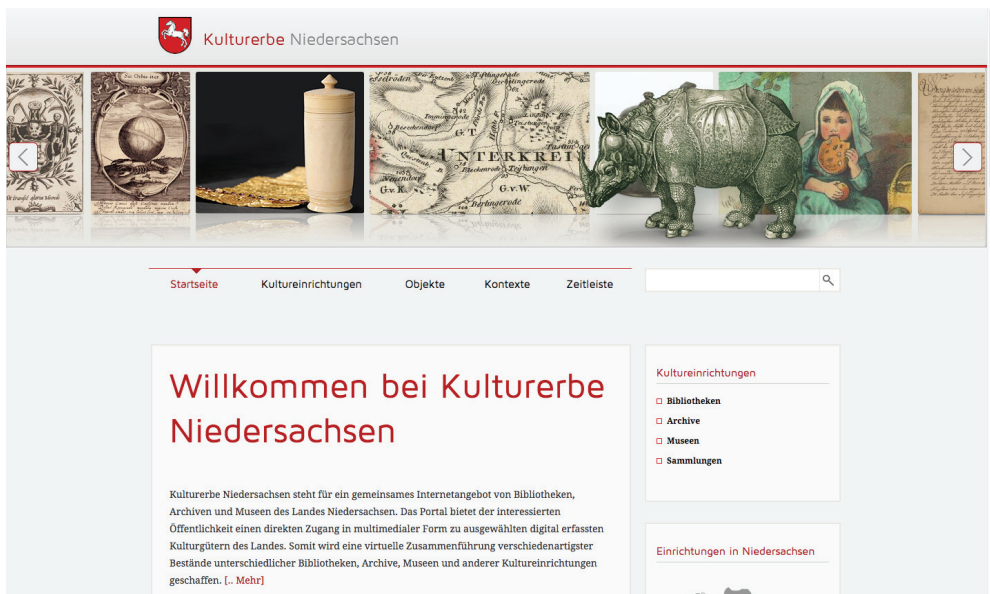 Kulturerbe Niedersachsen
UNTERKREIS
G.T.
G.v.K.
G.v.W.
Berlingerode
Startseite
Kultureinrichtungen
Objekte
Kontexte
Zeitleiste
Willkommen bei Kulturerbe
Niedersachsen
Kulturerbe Niedersachsen steht für ein gemeinsames Internetangebot von Bibliotheken,
Archiven und Museen des Landes Niedersachsen. Das Portal bietet der interessierten
Öffentlichkeit einen direkten Zugang in multimedialer Form zu ausgewählten digital erfassten
Kulturgütern des Landes. Somit wird eine virtuelle Zusammenführung verschiedenartigster
Bestände unterschiedlicher Bibliotheken, Archive, Museen und anderer Kultureinrichtungen
geschaffen. [.. Mehr]
Kultureinrichtungen
Bibliotheken
Archive
Museen
Sammlungen
Einrichtungen in Niedersachsen